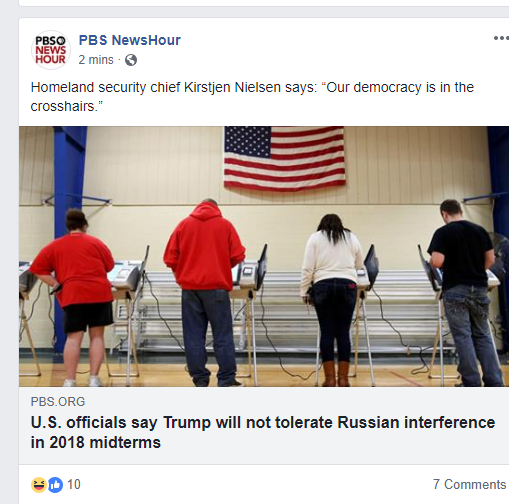 PBS
NEWS
HOUR
PBS NewsHour
2 mins ·
Homeland security chief Kirstjen Nielsen says: “Our democracy is in the
crosshairs.”
PBS.ORG
U.S. officials say Trump will not tolerate Russian interference
in 2018 midterms
10
7 Comments